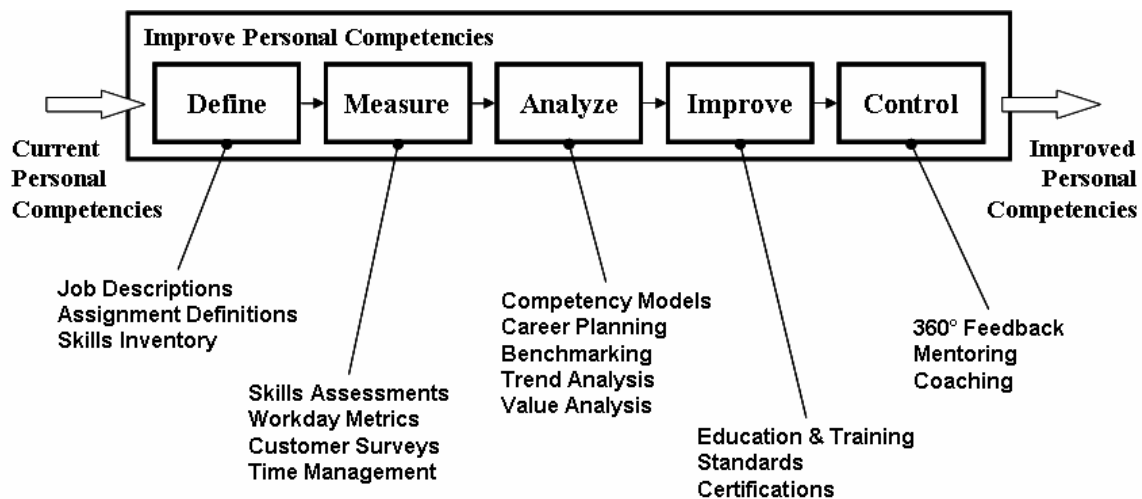 Improve Personal Competencies
Define
Measure
Analyze
Improve
Control
Current
Personal
Competencies
Improved
Personal
Competencies
Job Descriptions
Assignment Definitions
Skills Inventory
Skills Assessments
Workday Metrics
Customer Surveys
Time Management
Competency Models
Career Planning
Benchmarking
Trend Analysis
Value Analysis
Education & Training
Standards
Certifications
360° Feedback
Mentoring
Coaching